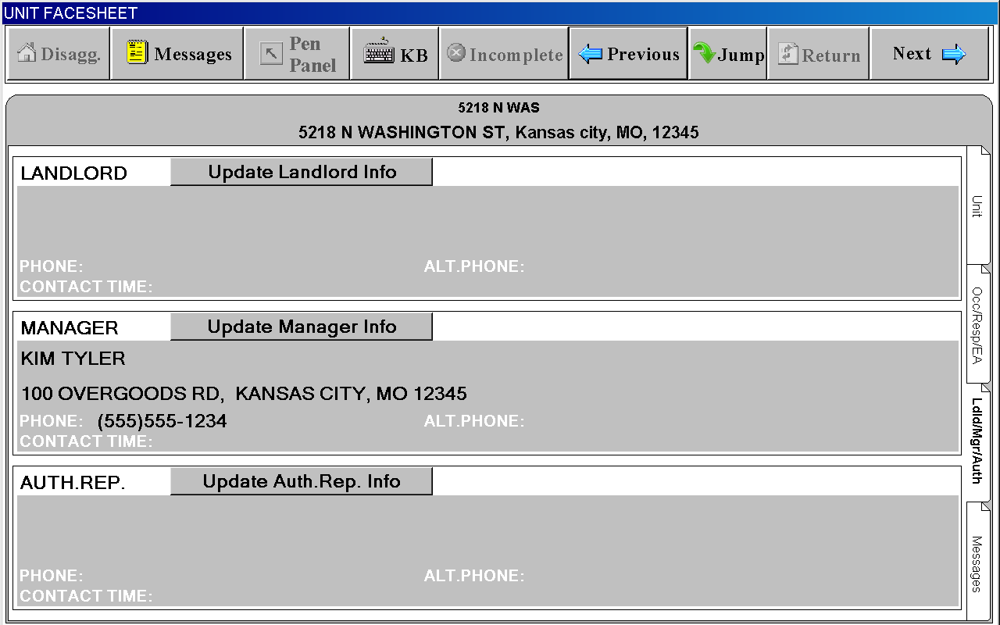 UNIT FACESHEET
Disagg.
Messages
Pen
Panel
KB
Incomplete
Previous
Jump
Return
Next
5218 N WAS
5218 N WASHINGTON ST, Kansas city, MO, 12345
LANDLORD Update Landlord Info
PHONE: ALT.PHONE:
CONTACT TIME:
MANAGER Update Manager Info
KIM TYLER
100 OVERGOODS RD,  KANSAS CITY, MO 12345
PHONE: (555)555-1234 ALT.PHONE:
CONTACT TIME:
AUTH.REP. Update Auth.Rep. Info
PHONE: ALT.PHONE:
CONTACT TIME:
Unit
Occ/Resp/EA
Ldld/Mgr/Auth
Messages